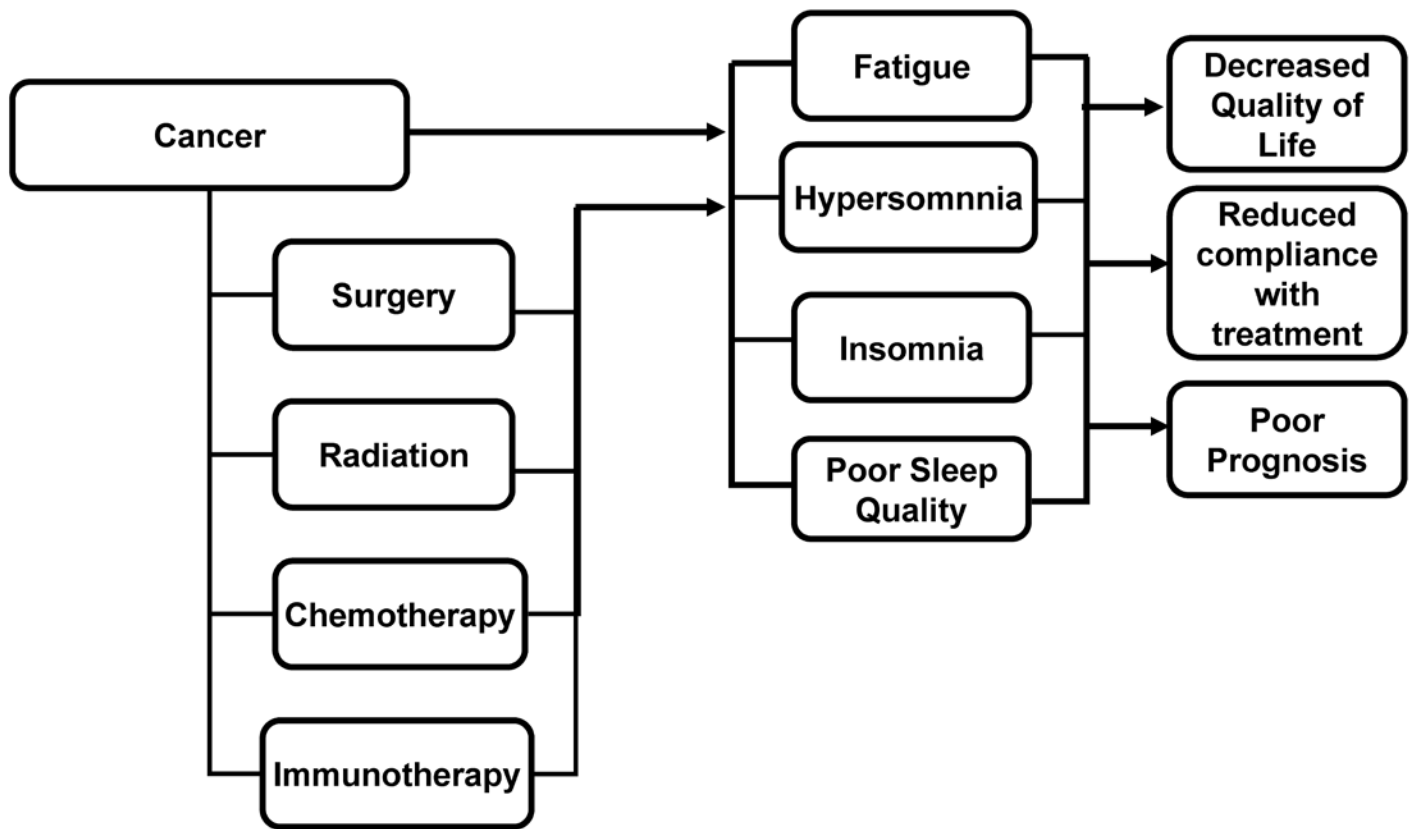 Cancer
Surgery
Radiation
Chemotherapy
Immunotherapy
Fatigue
Hypersomnnia
Insomnia
Poor Sleep
Quality
Decreased
Quality of
Life
Reduced
compliance
with
treatment
Poor
Prognosis